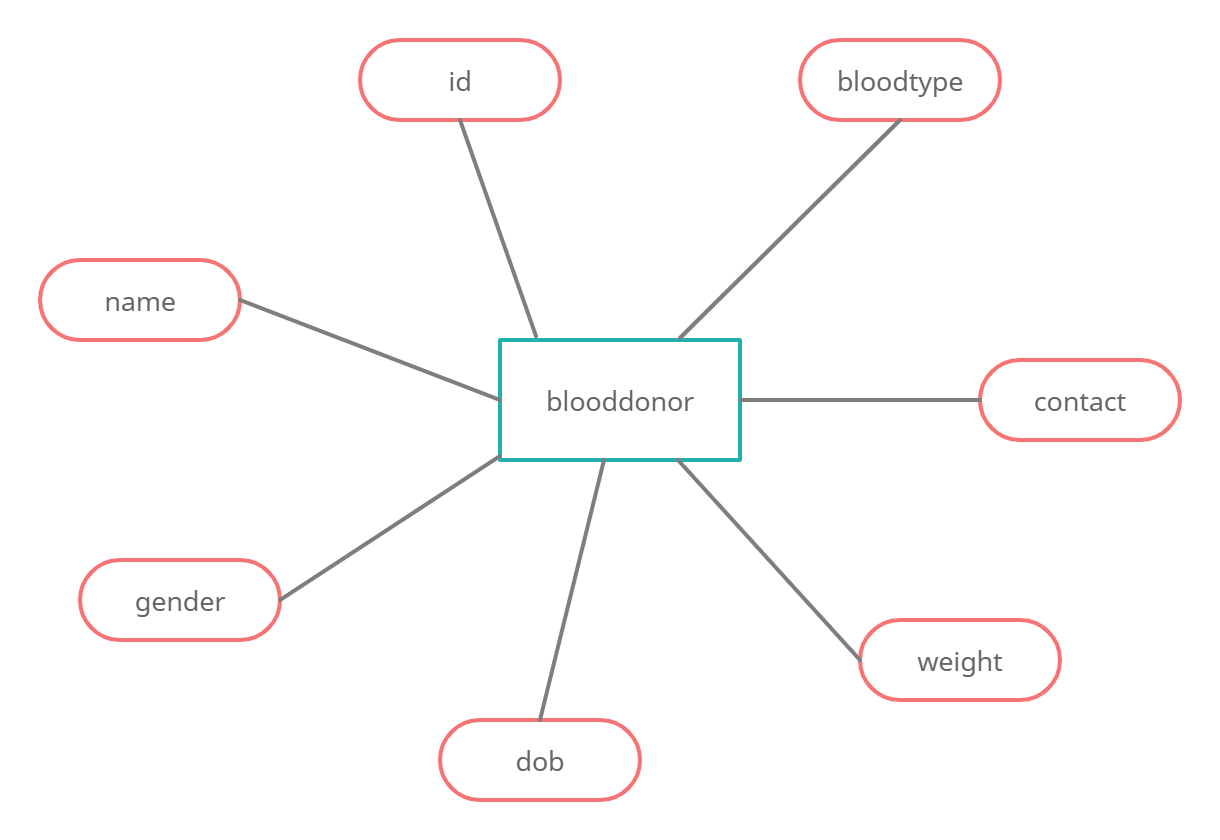 id
bloodtype
name
blooddonor
contact
gender
weight
dob